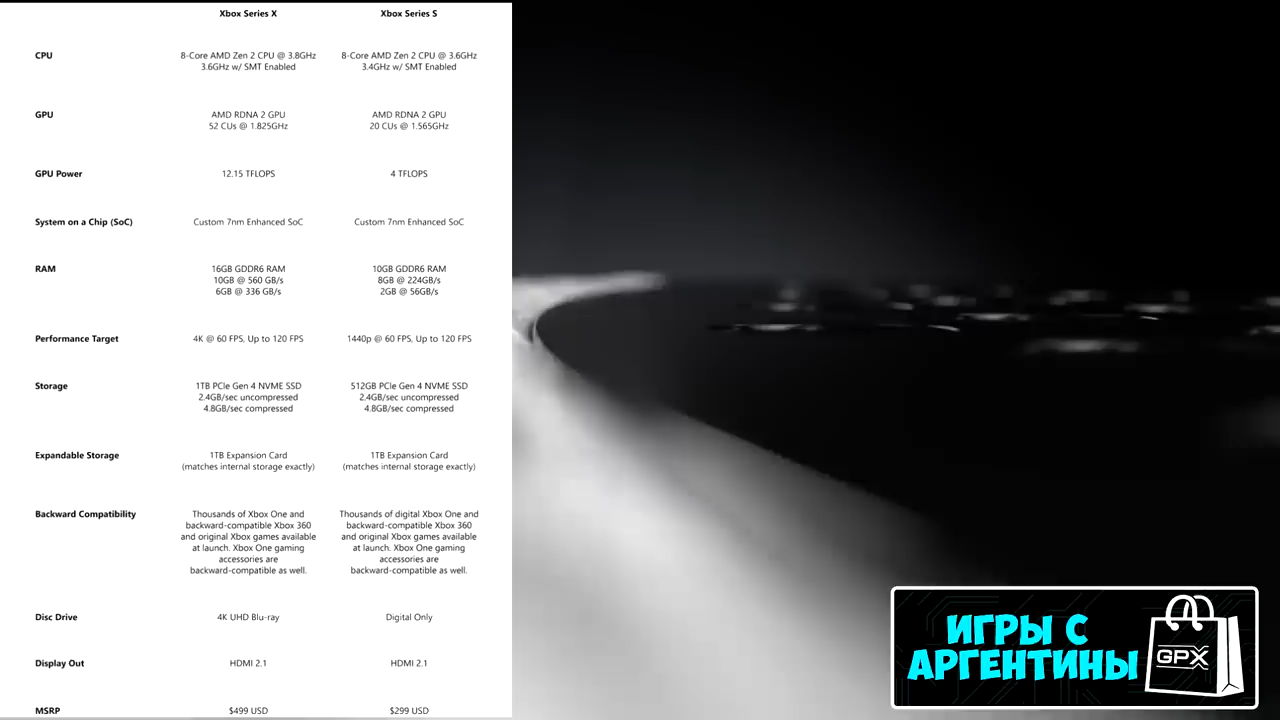 Xbox Series X Xbox Series S
CPU 8-Core AMD Zen 2 CPU @ 3.8GHz 8-Core AMD Zen 2 CPU @ 3.6GHz
3.6GHz w/ SMT Enabled 3.4GHz w/ SMT Enabled
GPU AMD RDNA 2 GPU AMD RDNA 2 GPU
52 CUs @ 1.825GHz 20 CUs @ 1.565GHz
GPU Power 12.15 TFLOPS 4 TFLOPS
System on a Chip (SoC) Custom 7nm Enhanced SoC Custom 7nm Enhanced SoC
RAM 16GB GDDR6 RAM 10GB GDDR6 RAM
10GB @ 560 GB/s 8GB @ 224GB/s
6GB @ 336 GB/s 2GB @ 56GB/s
Performance Target 4K @ 60 FPS, Up to 120 FPS 1440p @ 60 FPS, Up to 120 FPS
Storage 1TB PCIe Gen 4 NVME SSD 512GB PCIe Gen 4 NVME SSD
2.4GB/sec uncompressed 2.4GB/sec uncompressed
4.8GB/sec compressed 4.8GB/sec compressed
Expandable Storage 1TB Expansion Card 1TB Expansion Card
(matches internal storage exactly) (matches internal storage exactly)
Backward Compatibility Thousands of Xbox One and Thousands of digital Xbox One and
backward-compatible Xbox 360 backward-compatible Xbox 360
and original Xbox games available and original Xbox games available
at launch. Xbox One gaming at launch. Xbox One gaming
accessories are accessories are
backward-compatible as well. backward-compatible as well.
Disc Drive 4K UHD Blu-ray Digital Only
Display Out HDMI 2.1 HDMI 2.1
MSRP $499 USD $299 USD
ИГРЫ С
АРГЕНТИНЫ
GPX